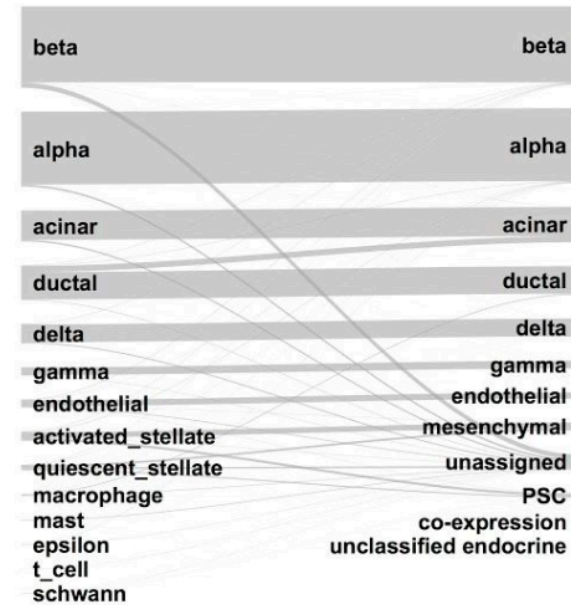 beta
alpha
acinar
ductal
delta
gamma
endothelial
activated_stellate
quiescent_stellate
macrophage
mast
epsilon
t_cell
schwann
beta
alpha
acinar
ductal
delta
gamma
endothelial
mesenchymal
unassigned
PSC
co-expression
unclassified endocrine